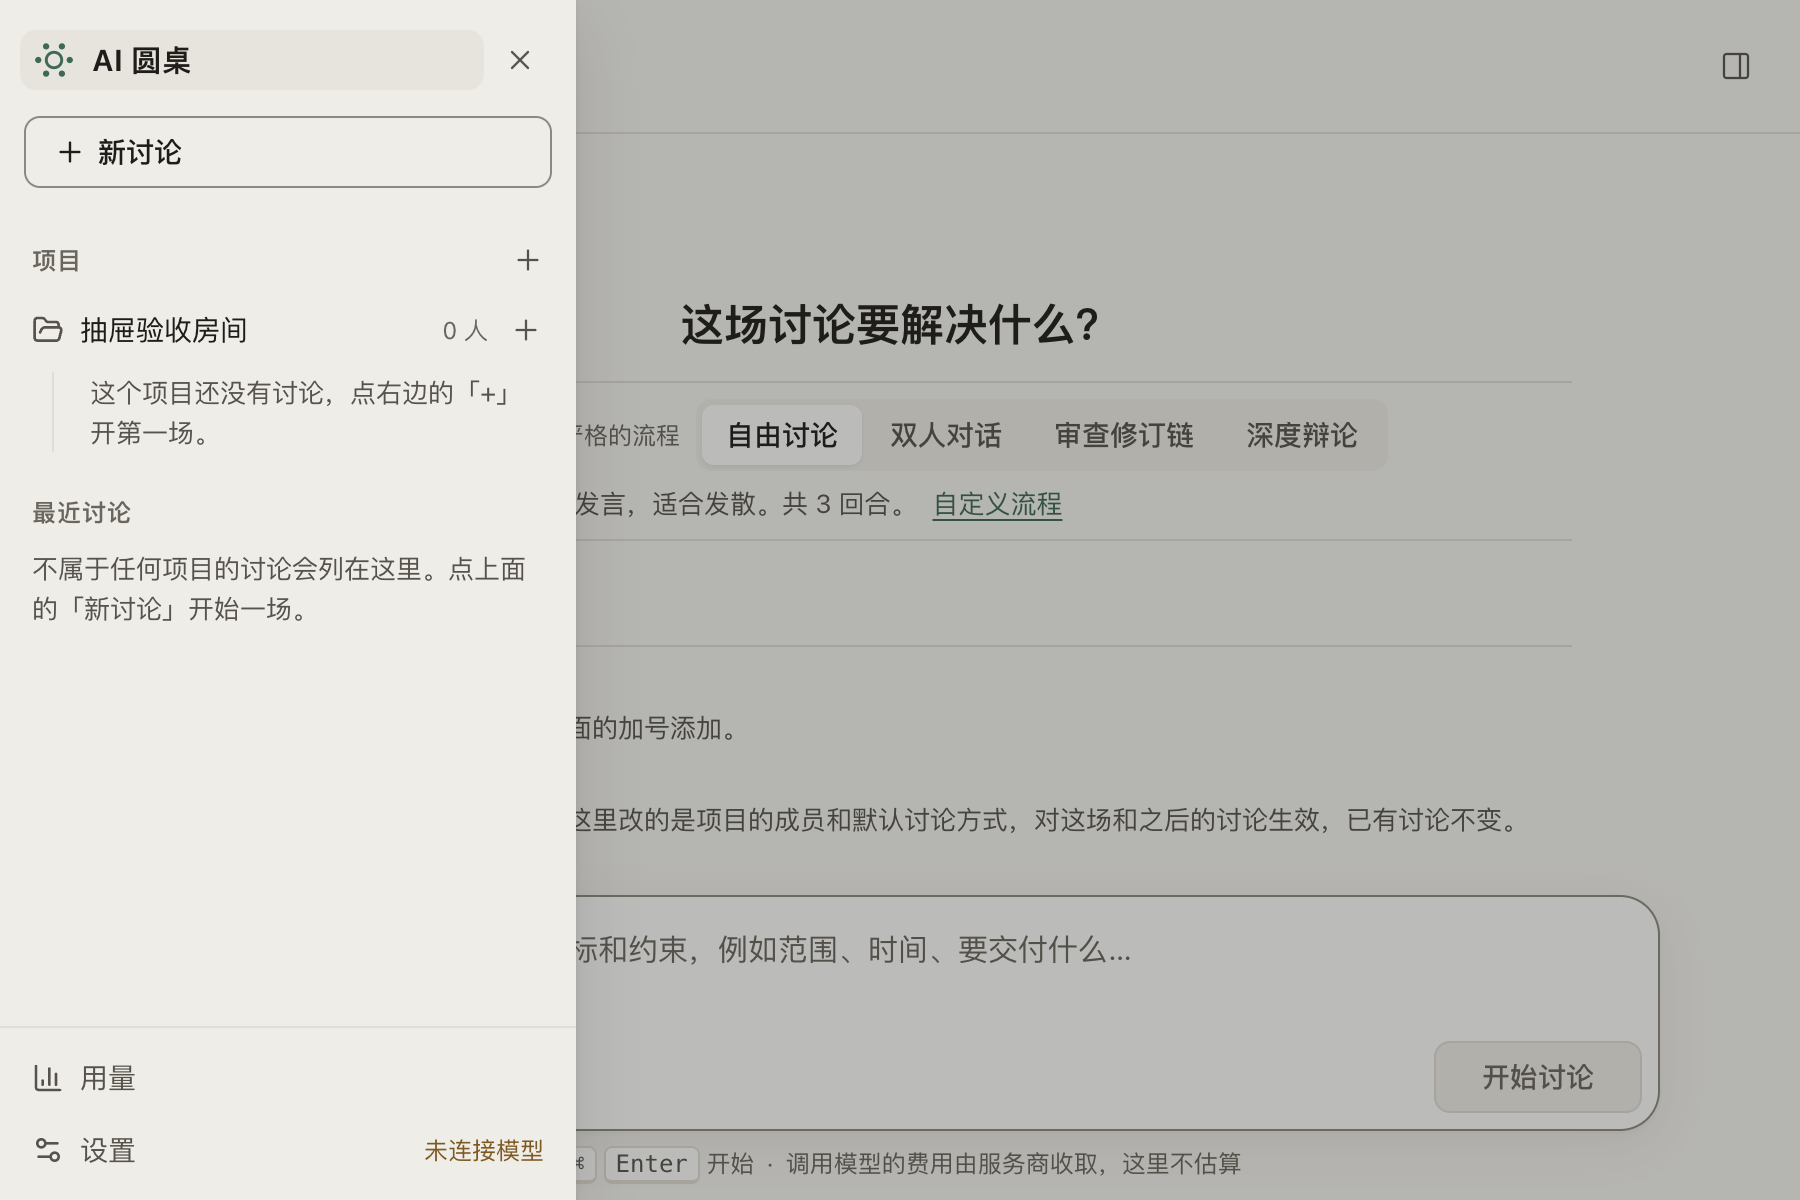 AI 圆桌
新讨论
项目
抽屉验收房间 0 人
这个项目还没有讨论，点右边的「+」
开第一场。
最近讨论
不属于任何项目的讨论会列在这里。点上面
的「新讨论」开始一场。
用量
设置 未连接模型
这场讨论要解决什么?
格的流程 自由讨论 双人对话 审查修订链 深度辩论
发言，适合发散。共 3 回合。 自定义流程
面的加号添加。
这里改的是项目的成员和默认讨论方式，对这场和之后的讨论生效，已有讨论不变。
标和约束，例如范围、时间、要交付什么...
开始讨论
⌘ Enter 开始 · 调用模型的费用由服务商收取，这里不估算